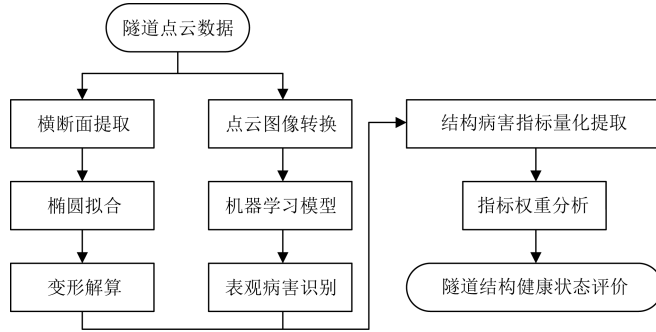 隧道点云数据
横断面提取
点云图像转换
结构病害指标量化提取
椭圆拟合
机器学习模型
指标权重分析
变形解算
表观病害识别
隧道结构健康状态评价